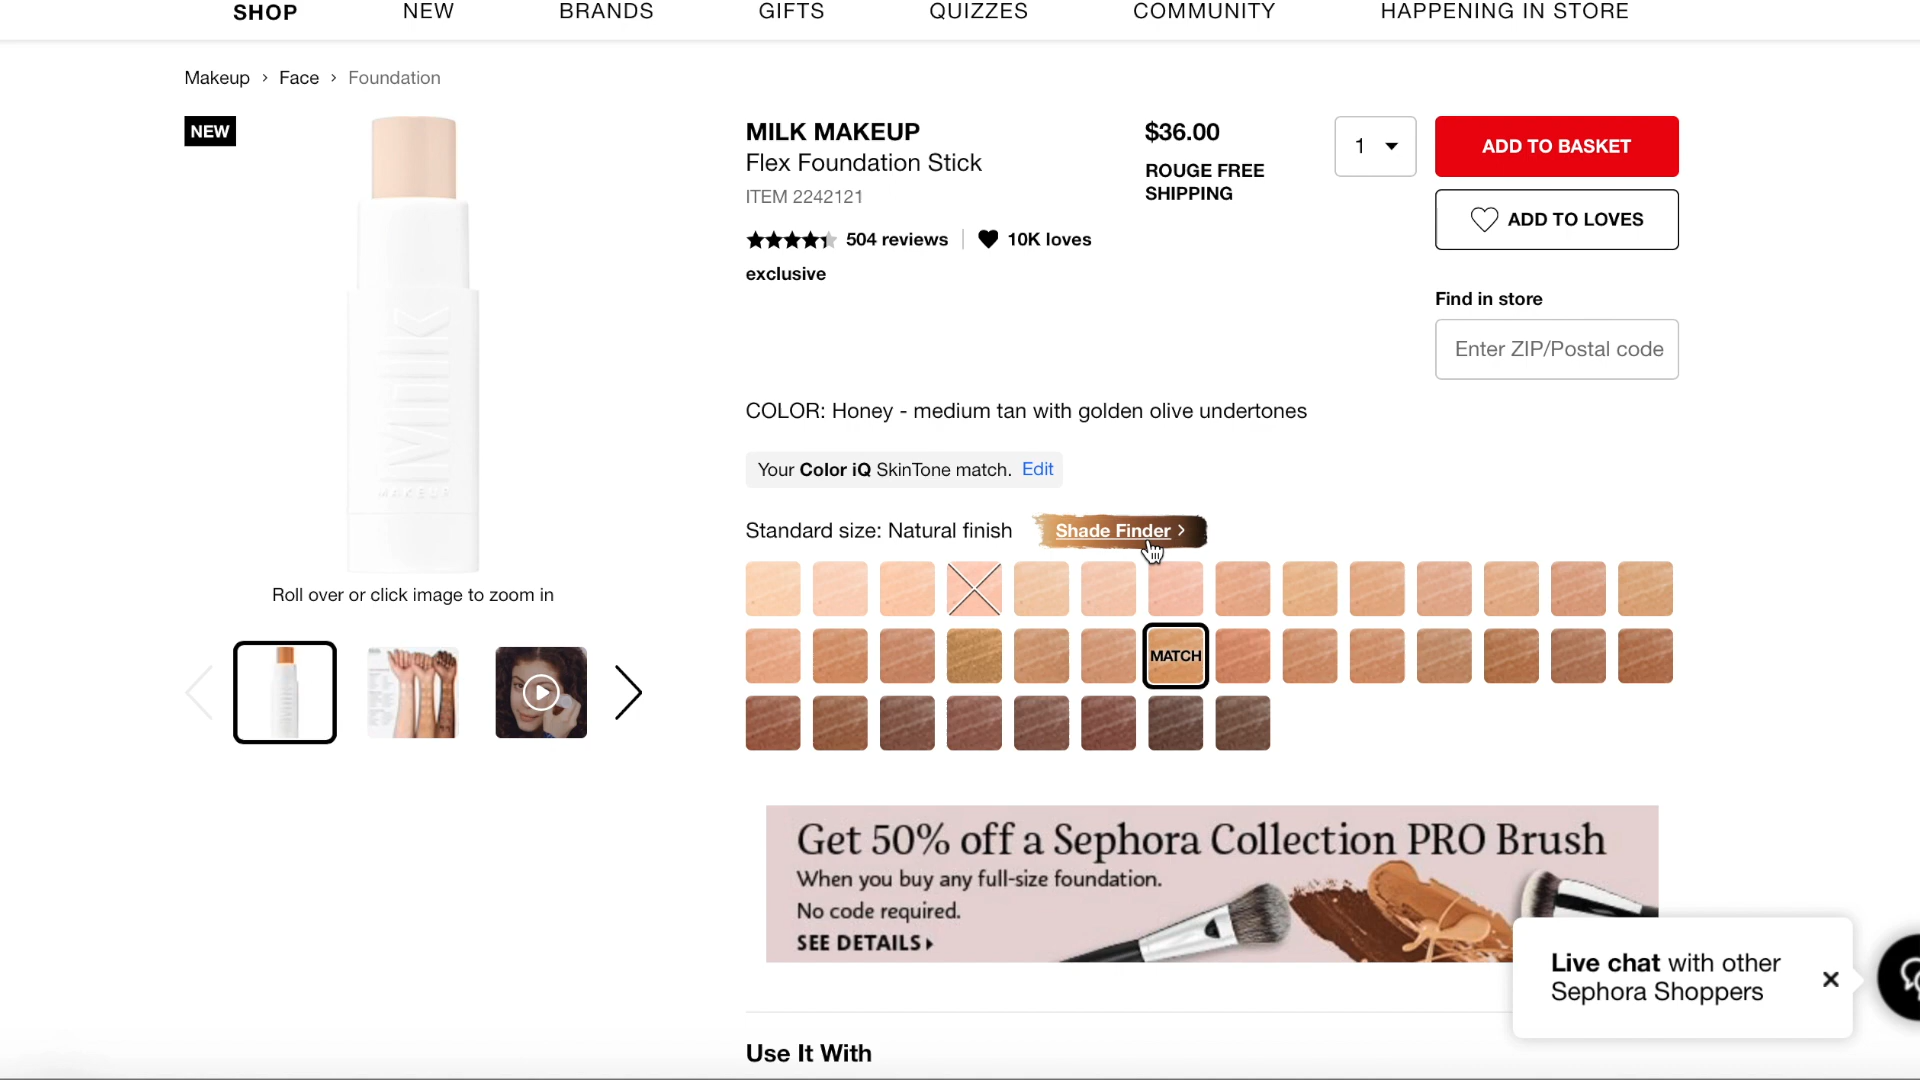 SHOP NEW BRANDS GIFTS QUIZZES COMMUNITY HAPPENING IN STORE
Makeup › Face › Foundation
NEW
MILK
MAKEUP
Roll over or click image to zoom in
MILK MAKEUP
Flex Foundation Stick
ITEM 2242121
504 reviews
10K loves
exclusive
$36.00
ROUGE FREE
SHIPPING
1
ADD TO BASKET
ADD TO LOVES
Find in store
Enter ZIP/Postal code
COLOR: Honey - medium tan with golden olive undertones
Your Color iQ SkinTone match. Edit
Standard size: Natural finish
Shade Finder >
MATCH
Get 50% off a Sephora Collection PRO Brush
When you buy any full-size foundation.
No code required.
SEE DETAILS
Live chat with other
Sephora Shoppers
Use It With